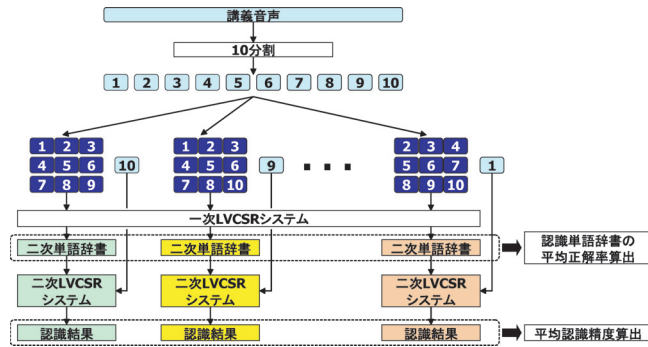 講義音声
10分割
1 2 3 4 5 6 7 8 9 10
1 2 3
4 5 6
7 8 9
10
1 2 3
4 5 6
7 8 10
9
2 3 4
5 6 7
8 9 10
1
一次LVCSRシステム
二次単語辞書
二次単語辞書
二次単語辞書
認識単語辞書の
平均正解率算出
二次LVCSR
システム
二次LVCSR
システム
二次LVCSR
システム
認識結果
認識結果
認識結果
平均認識精度算出